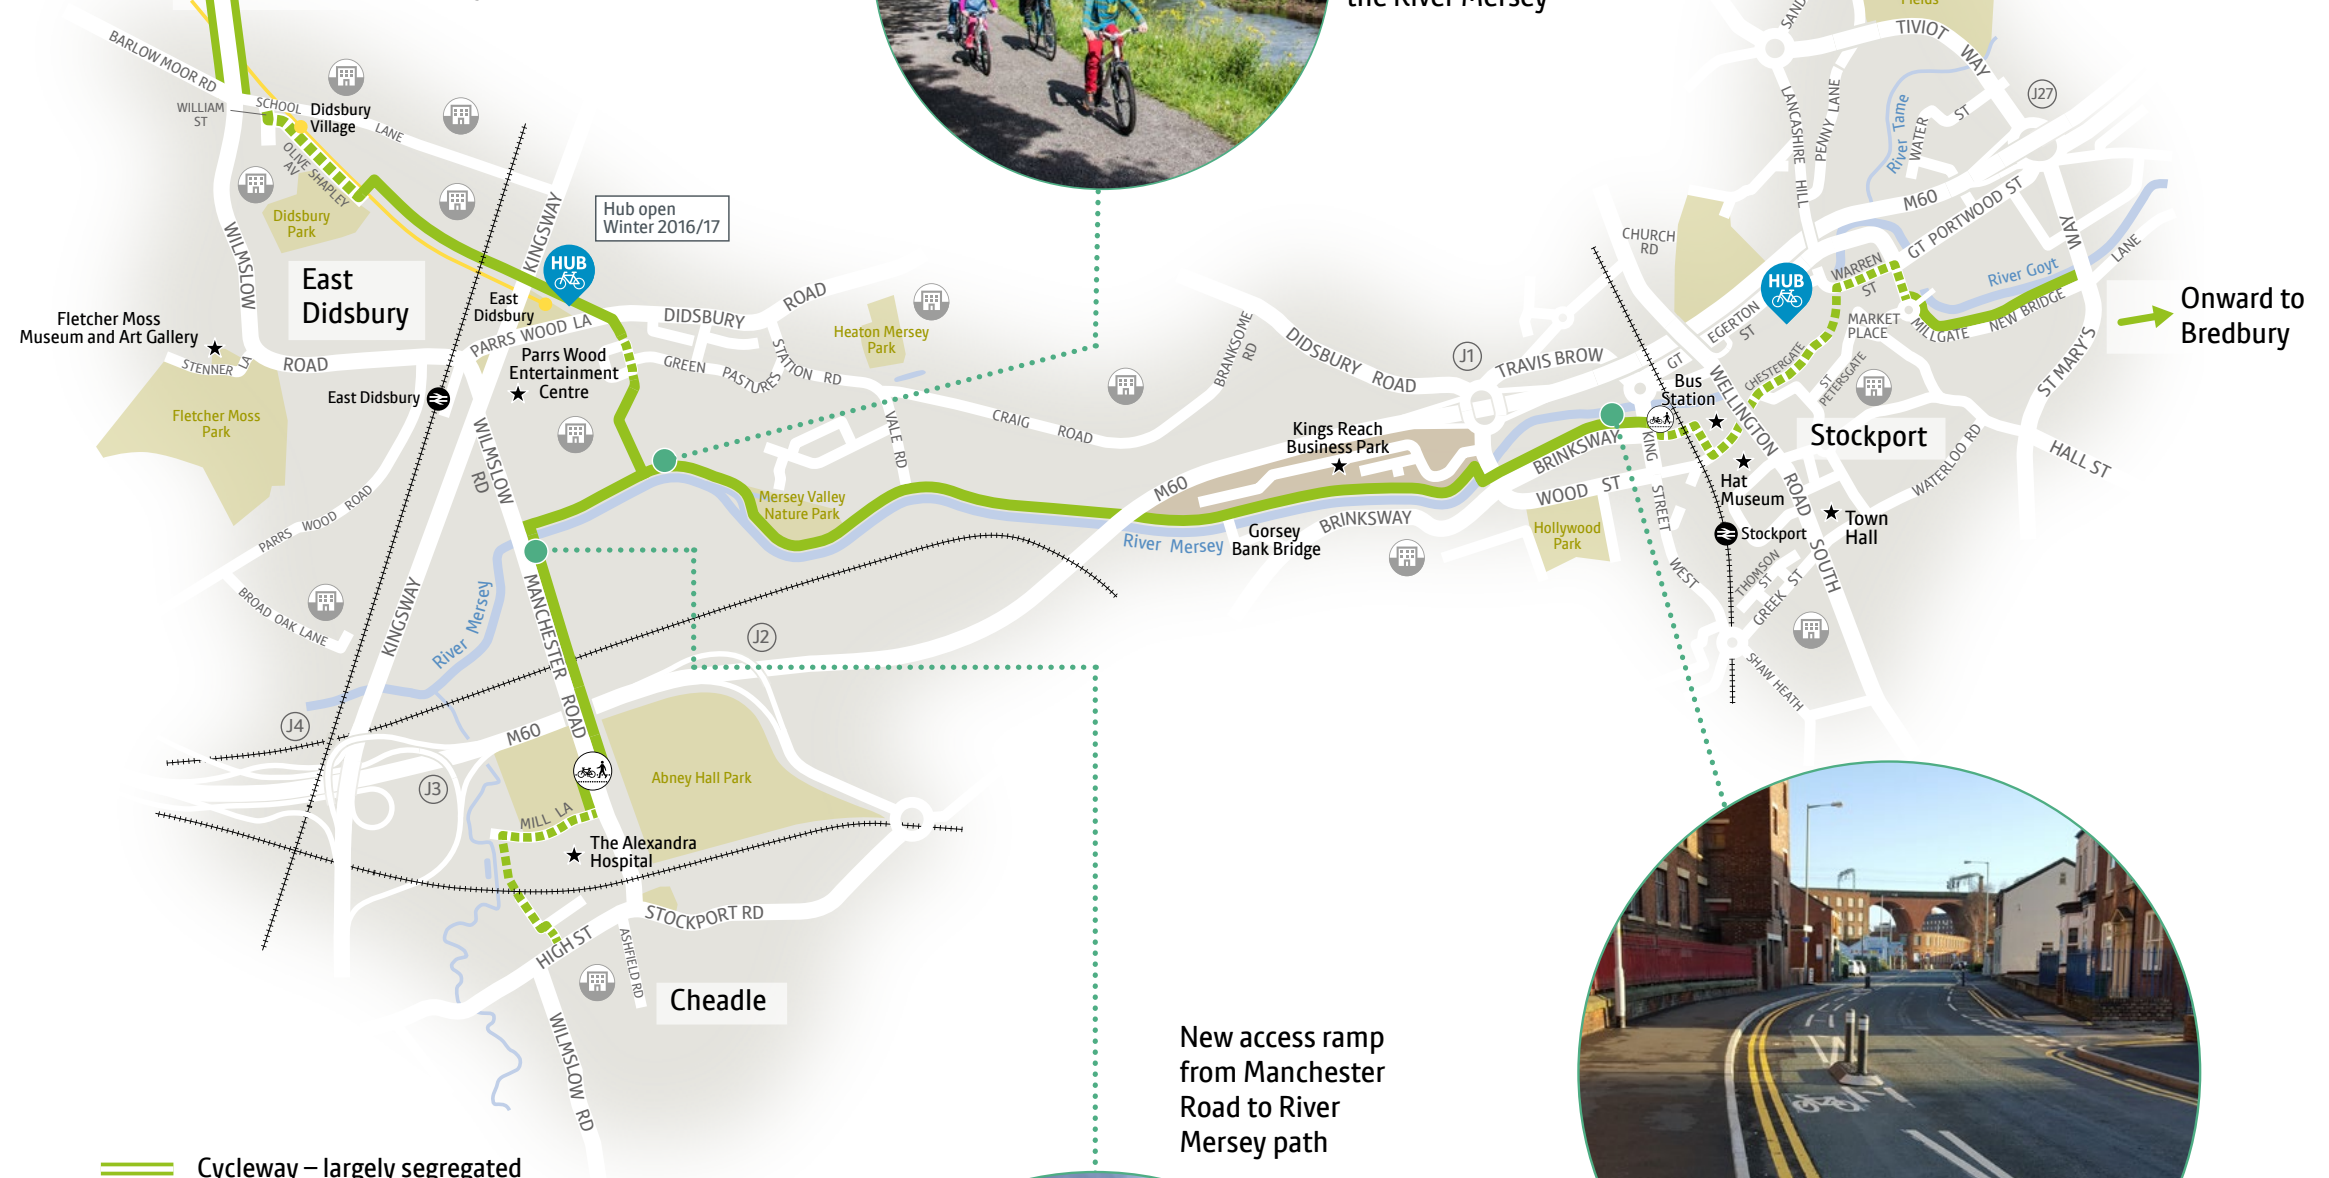 the River Mersey
Fields
TIVIOT WAY
SAND
BARLOW MOOR RD
WILLIAM
ST
SCHOOL LANE
Didsbury
Village
OLIVE SHAPLEY
AV
Didsbury
Park
WILMSLOW
ROAD
East
Didsbury
KINGSWAY
Hub open
Winter 2016/17
HUB
East
Didsbury
PARRS WOOD LA
Fletcher Moss
Museum and Art Gallery
STENNER LA
Fletcher Moss
Park
East Didsbury
Parrs Wood
Entertainment
Centre
DIDSBURY ROAD
GREEN PASTURES
STATION RD
Heaton Mersey
Park
VALE RD
CRAIG ROAD
BRANKSOME
RD
DIDSBURY ROAD
J1
TRAVIS BROW
GT
EGERTON
ST
CHURCH
RD
LANCASHIRE HILL
PENNY LANE
River Tame
WATER ST
J27
M60
GT PORTWOOD ST
WAY
LANE
River Goyt
HUB
WARREN
ST
MARKET
PLACE
MILLGATE
NEW BRIDGE
ST MARY'S
Onward to
Bredbury
CHESTERGATE
ST
PETERSGATE
Bus
Station
WELLINGTON
ROAD
SOUTH
Stockport
WATERLOO RD
HALL ST
Hat
Museum
Town
Hall
Stockport
THOMSON
ST
GREEK ST
SHAW HEATH
KING
STREET
WEST
BRINKSWAY
WOOD ST
Hollywood
Park
Kings Reach
Business Park
M60
BRINKSWAY
Gorsey
Bank Bridge
River Mersey
Mersey Valley
Nature Park
WILMSLOW
RD
PARRS WOOD ROAD
BROAD OAK LANE
KINGSWAY
River Mersey
MANCHESTER ROAD
J2
J4
J3
M60
Abney Hall Park
MILL LA
The Alexandra
Hospital
STOCKPORT RD
HIGH ST
ASHFIELD RD
Cheadle
WILMSLOW RD
New access ramp
from Manchester
Road to River
Mersey path
Cycleway – largely segregated